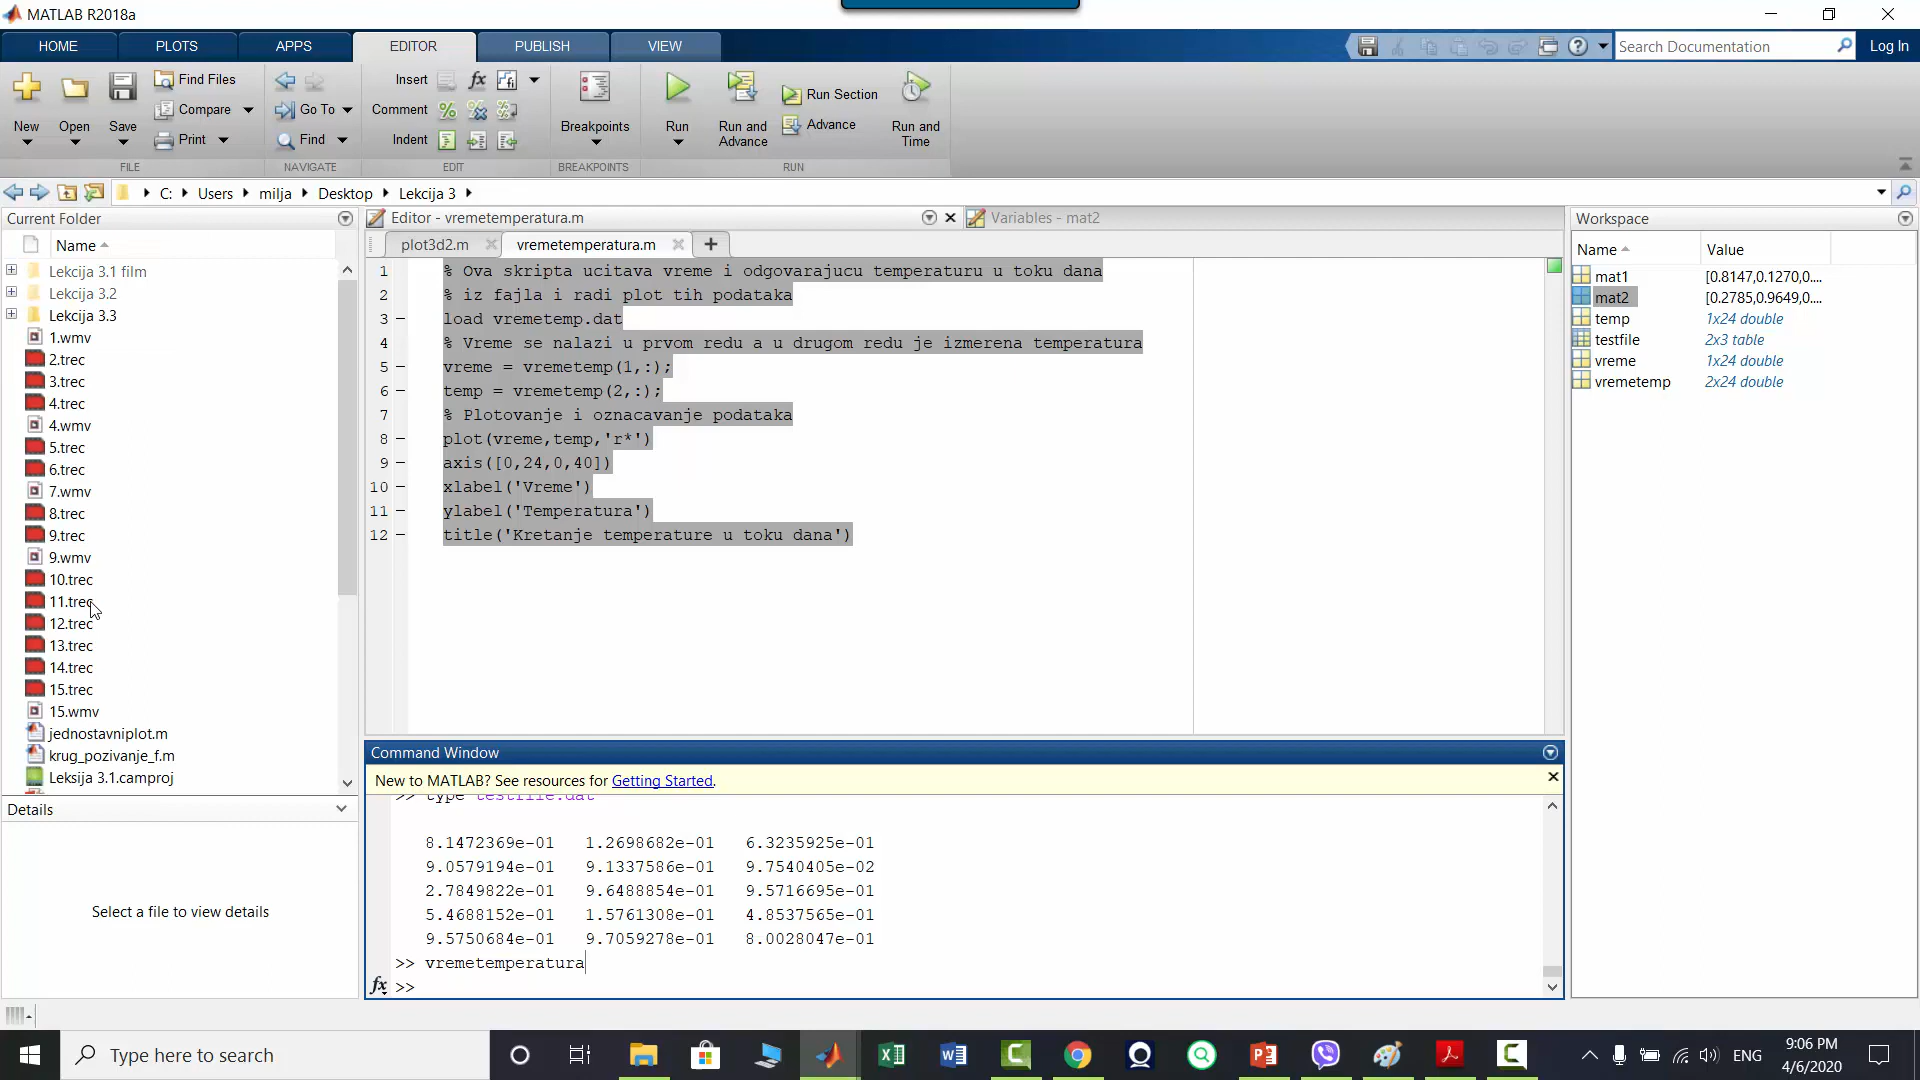 MATLAB R2018a
HOME
PLOTS
APPS
EDITOR
PUBLISH
VIEW
Search Documentation
Log In
New
Open
Save
Find Files
Compare
Print
Go To
Find
Insert
Comment
Indent
Breakpoints
Run
Run and Advance
Run Section
Advance
Run and Time
FILE
NAVIGATE
EDIT
BREAKPOINTS
RUN
C: Users milja Desktop Lekcija 3
Current Folder
Name
Lekcija 3.1 film
Lekcija 3.2
Lekcija 3.3
1.wmv
2.trec
3.trec
4.trec
4.wmv
5.trec
6.trec
7.wmv
8.trec
9.trec
9.wmv
10.trec
11.trec
12.trec
13.trec
14.trec
15.trec
15.wmv
jednostavniplot.m
krug_pozivanje_f.m
Leksija 3.1.camproj
Details
Select a file to view details
Editor - vremetemperatura.m
Variables - mat2
plot3d2.m
vremetemperatura.m
1 % Ova skripta ucitava vreme i odgovarajucu temperaturu u toku dana
2 % iz fajla i radi plot tih podataka
3 – load vremetemp.dat
4 % Vreme se nalazi u prvom redu a u drugom redu je izmerena temperatura
5 – vreme = vremetemp(1,:);
6 – temp = vremetemp(2,:);
7 % Plotovanje i oznacavanje podataka
8 – plot(vreme,temp,'r*')
9 – axis([0,24,0,40])
10 – xlabel('Vreme')
11 – ylabel('Temperatura')
12 – title('Kretanje temperature u toku dana')
Command Window
New to MATLAB? See resources for Getting Started.
>> type testfile.dat
8.1472369e-01 1.2698682e-01 6.3235925e-01
9.0579194e-01 9.1337586e-01 9.7540405e-02
2.7849822e-01 9.6488854e-01 9.5716695e-01
5.4688152e-01 1.5761308e-01 4.8537565e-01
9.5750684e-01 9.7059278e-01 8.0028047e-01
>> vremetemperatura
fx >>
Workspace
Name Value
mat1 [0.8147,0.1270,0....
mat2 [0.2785,0.9649,0....
temp 1x24 double
testfile 2x3 table
vreme 1x24 double
vremetemp 2x24 double
Type here to search
ENG
9:06 PM
4/6/2020